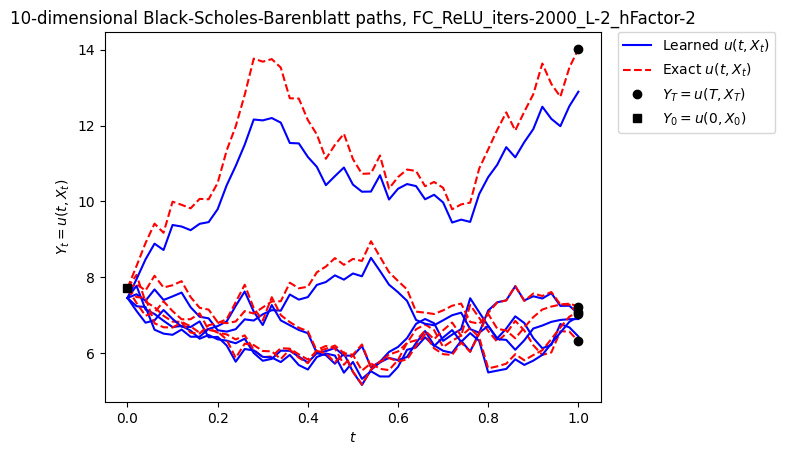 10-dimensional Black-Scholes-Barenblatt paths, FC_ReLU_iters-2000_L-2_hFactor-2
Y_t = u(t, X_t)
14
12
10
8
6
0.0 0.2 0.4 0.6 0.8 1.0
t
Learned u(t, X_t)
Exact u(t, X_t)
Y_T = u(T, X_T)
Y_0 = u(0, X_0)